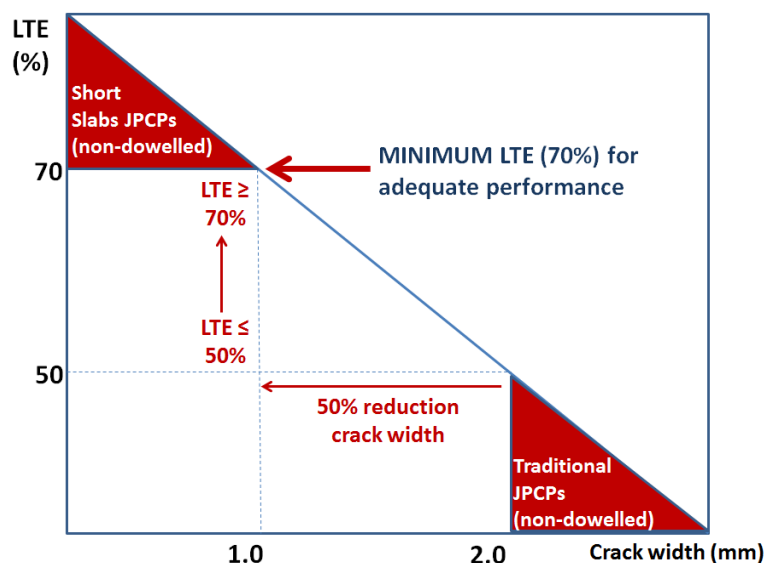 LTE
(%)
Short
Slabs JPCPs
(non-dowelled)
70
MINIMUM LTE (70%) for
adequate performance
LTE ≥
70%
LTE ≤
50%
50
50% reduction
crack width
Traditional
JPCPs
(non-dowelled)
1.0
2.0
Crack width (mm)